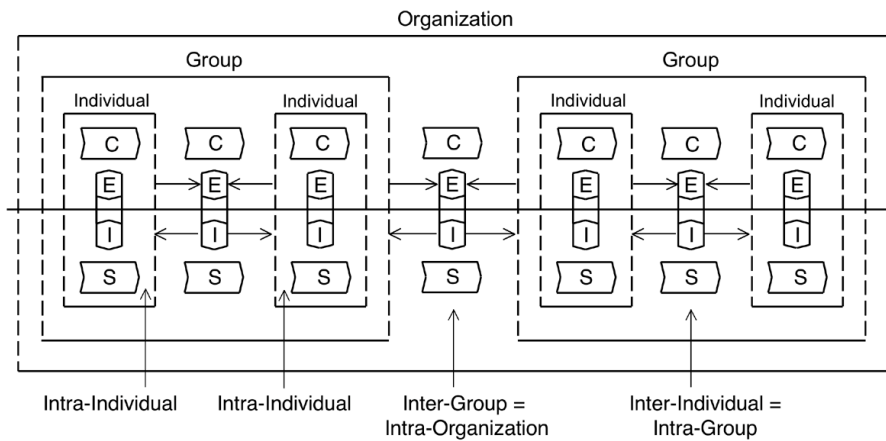 Organization
Group Group
Individual Individual Individual Individual
C C C C C C C
E E E E E E E
I I I I I I I
S S S S S S S
Intra-Individual Intra-Individual Inter-Group = Inter-Individual =
Intra-Organization Intra-Group